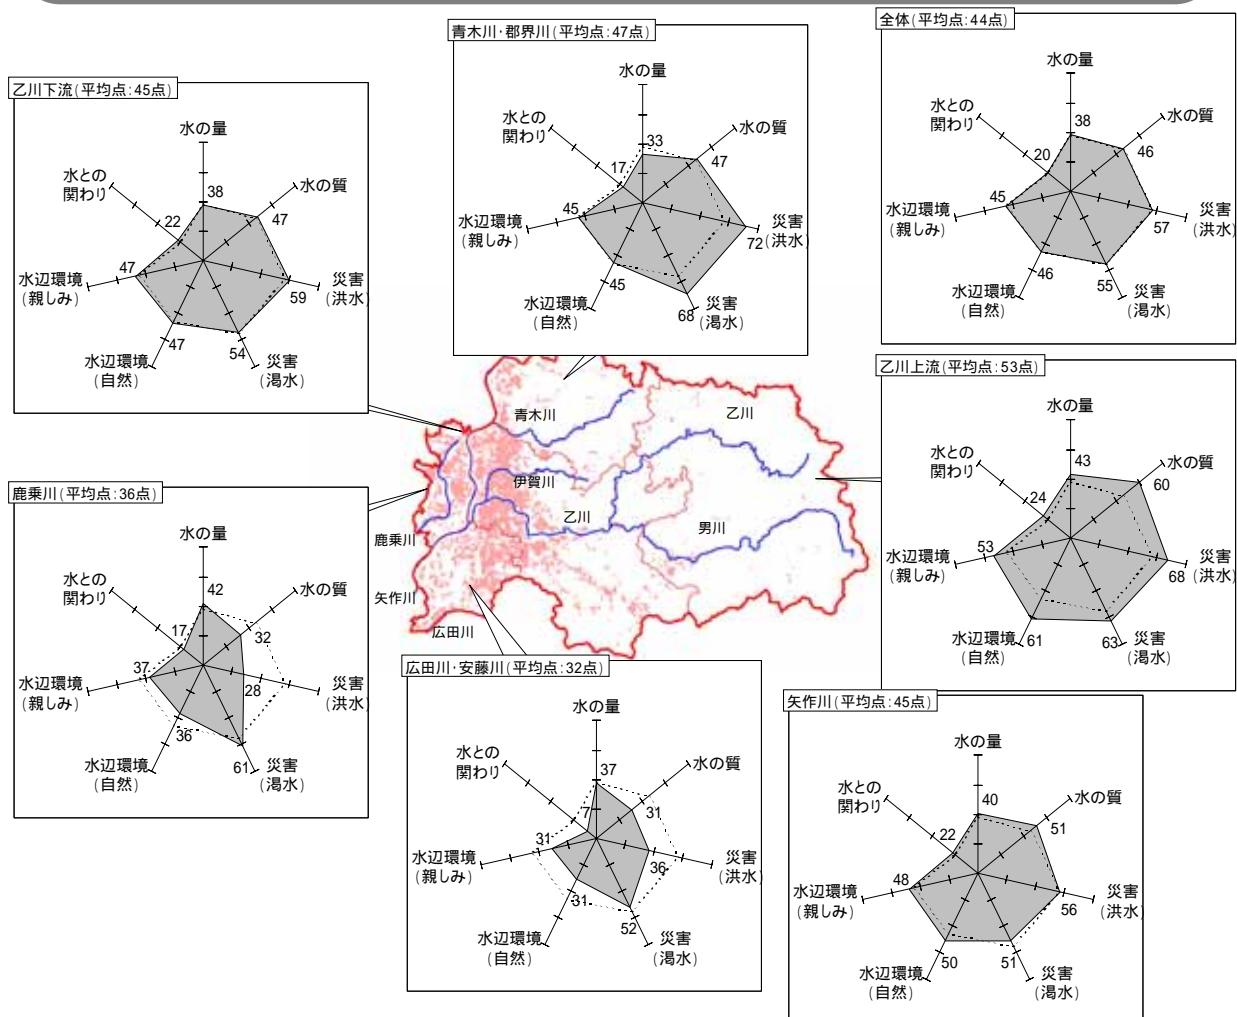 青木川・郡界川(平均点:47点)
水の量
33
水の質
47
災害
(洪水)
72
災害
(渇水)
68
水辺環境
(自然)
45
水辺環境
(親しみ)
45
水との
関わり
17
全体(平均点:44点)
水の量
38
水の質
46
災害
(洪水)
57
災害
(渇水)
55
水辺環境
(自然)
46
水辺環境
(親しみ)
45
水との
関わり
20
乙川下流(平均点:45点)
水の量
38
水の質
47
災害
(洪水)
59
災害
(渇水)
54
水辺環境
(自然)
47
水辺環境
(親しみ)
47
水との
関わり
22
青木川
乙川
伊賀川
乙川
男川
鹿乗川
矢作川
広田川
乙川上流(平均点:53点)
水の量
43
水の質
60
災害
(洪水)
68
災害
(渇水)
63
水辺環境
(自然)
61
水辺環境
(親しみ)
53
水との
関わり
24
鹿乗川(平均点:36点)
水の量
42
水の質
32
災害
(洪水)
28
災害
(渇水)
61
水辺環境
(自然)
36
水辺環境
(親しみ)
37
水との
関わり
17
広田川・安藤川(平均点:32点)
水の量
37
水の質
31
災害
(洪水)
36
災害
(渇水)
52
水辺環境
(自然)
31
水辺環境
(親しみ)
31
水との
関わり
7
矢作川(平均点:45点)
水の量
40
水の質
51
災害
(洪水)
56
災害
(渇水)
51
水辺環境
(自然)
50
水辺環境
(親しみ)
48
水との
関わり
22